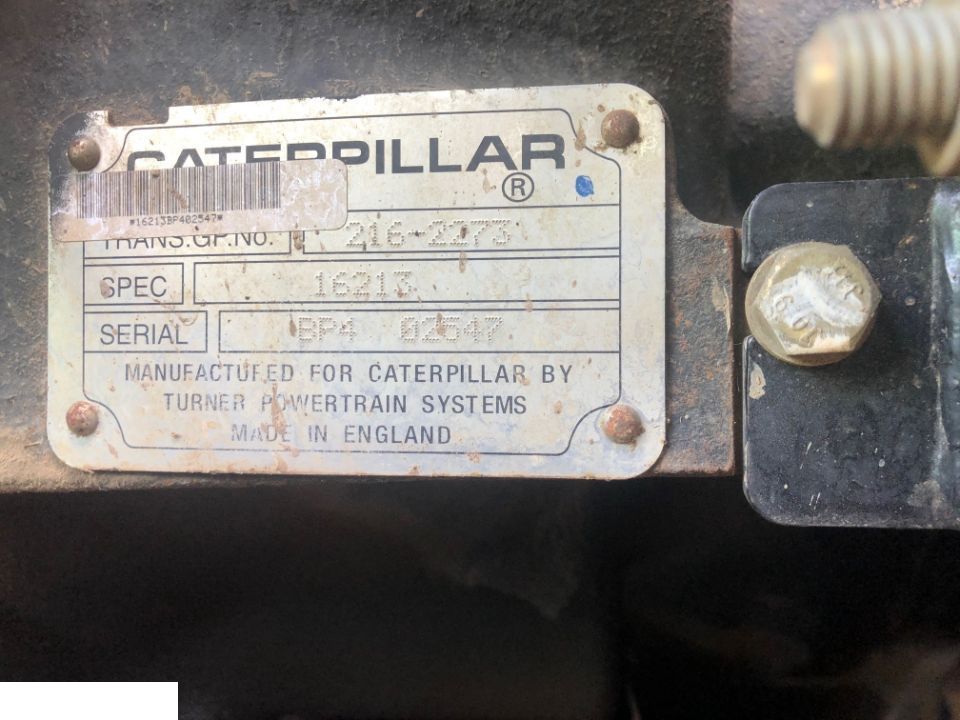 CATERPILLAR
®
*16213BP402547*
TRANS.GP.No. 216-2273
SPEC 16213
SERIAL BP4 02547
MANUFACTURED FOR CATERPILLAR BY
TURNER POWERTRAIN SYSTEMS
MADE IN ENGLAND